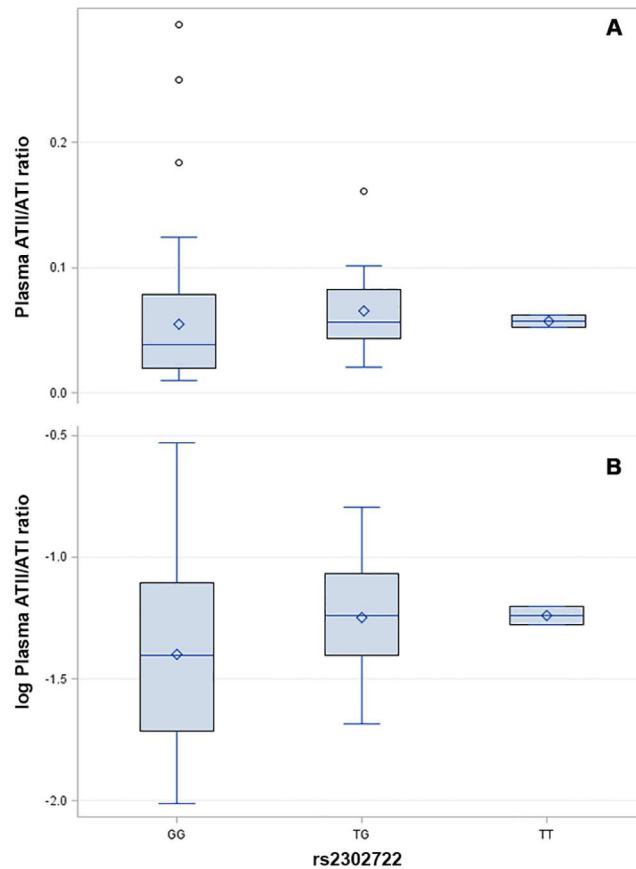 A
Plasma ATII/ATI ratio
0.2
0.1
0.0
B
log Plasma ATII/ATI ratio
-0.5
-1.0
-1.5
-2.0
GG TG TT
rs2302722